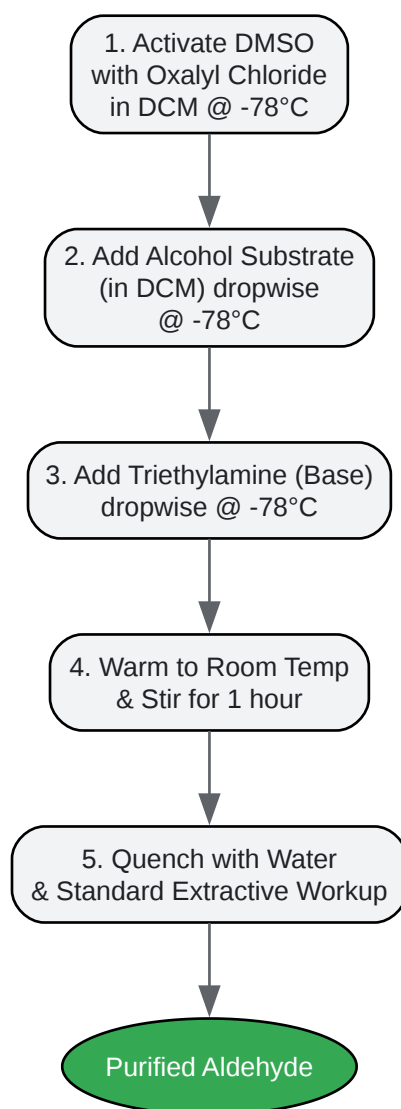 1. Activate DMSO
with Oxalyl Chloride
in DCM @ -78°C
2. Add Alcohol Substrate
(in DCM) dropwise
@ -78°C
3. Add Triethylamine (Base)
dropwise @ -78°C
4. Warm to Room Temp
& Stir for 1 hour
5. Quench with Water
& Standard Extractive Workup
Purified Aldehyde